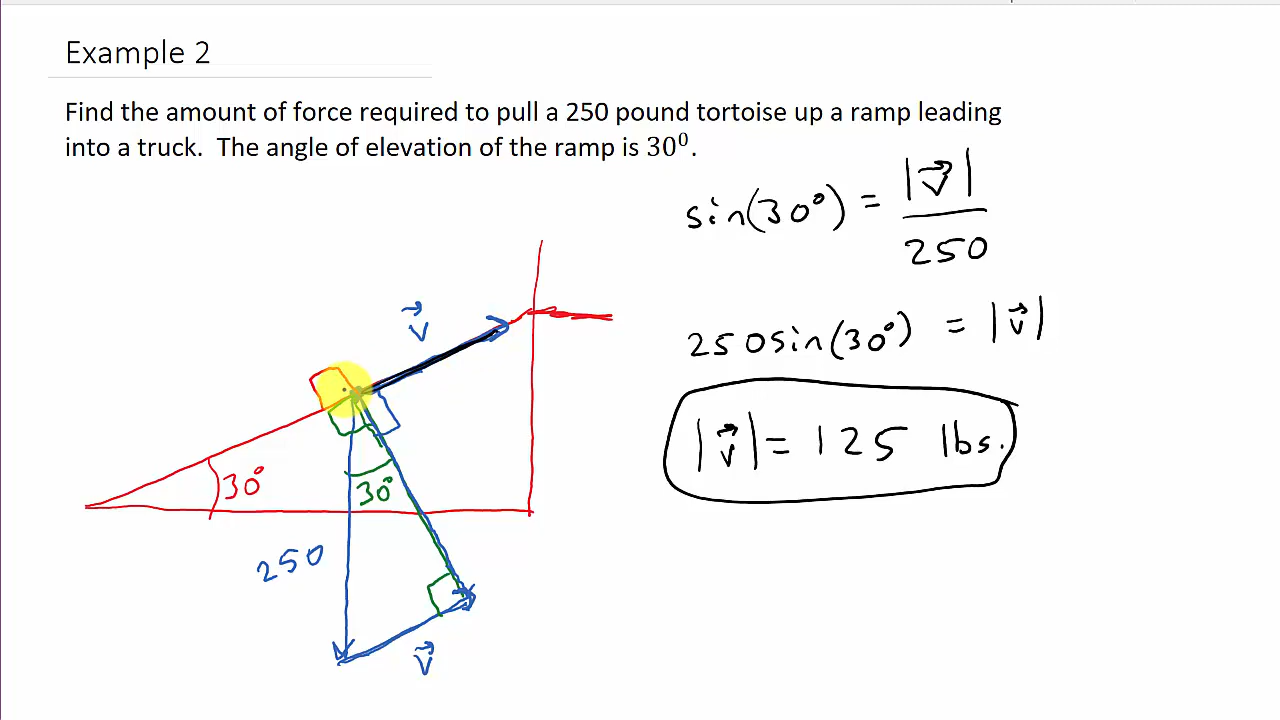 Example 2
Find the amount of force required to pull a 250 pound tortoise up a ramp leading
into a truck. The angle of elevation of the ramp is 30⁰.
sin(30°) = |v⃗| / 250
250sin(30°) = |v⃗|
|v⃗| = 125 lbs.
v⃗
30°
30°
250
v⃗